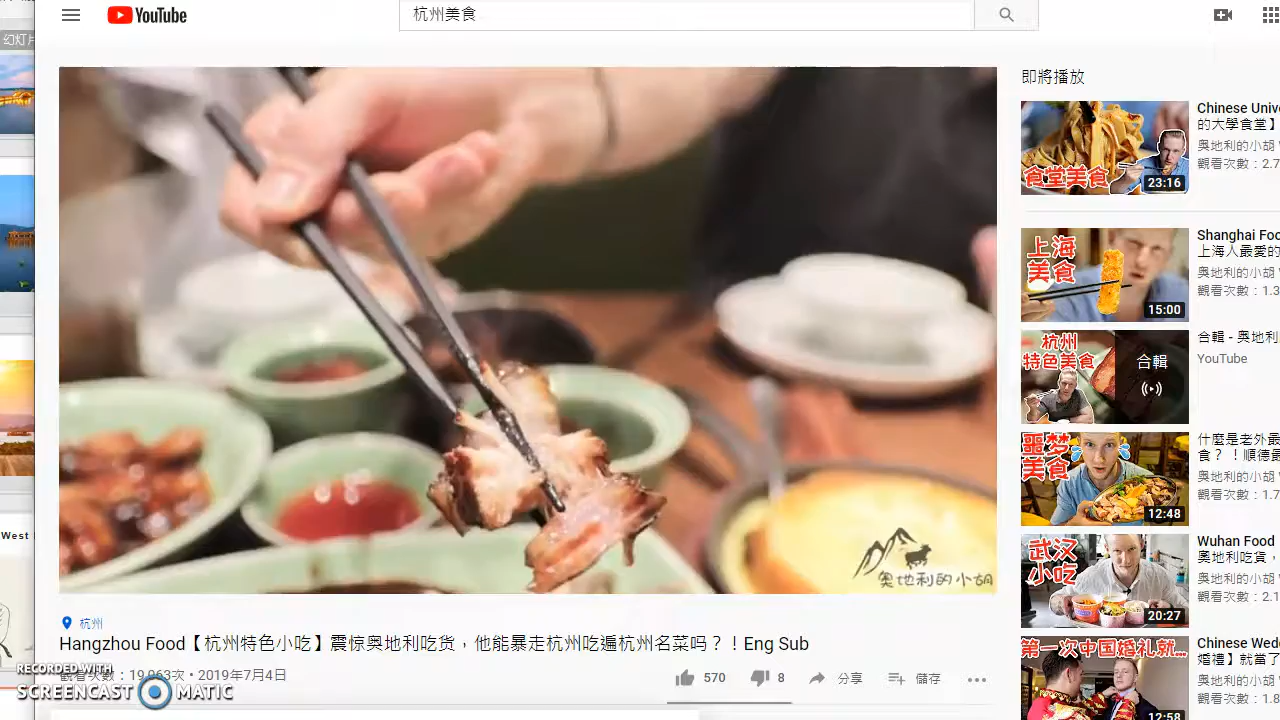 YouTube
杭州美食
幻灯片
即將播放
食堂美食
23:16
Chinese Univ
的大學食堂】
奧地利的小胡
觀看次數：2.7
上海
美食
15:00
Shanghai Foo
上海人最愛的
奧地利的小胡
觀看次數：1.3
杭州
特色美食
合輯
合輯 - 奧地利
YouTube
噩梦
美食
12:48
什麼是老外最
食？！順德最
奧地利的小胡
觀看次數：1.7
West
武汉
小吃
20:27
Wuhan Food
奧地利吃貨，
奧地利的小胡
觀看次數：2.1
奥地利的小胡
杭州
Hangzhou Food【杭州特色小吃】震惊奥地利吃货，他能暴走杭州吃遍杭州名菜吗？！Eng Sub
觀看次數：19,963次 • 2019年7月4日
570
8
分享
儲存
第一次中国婚礼就...
12:58
Chinese Wed
婚禮】就當了
奧地利的小胡
觀看次數：2.5
RECORDED WITH
SCREENCAST MATIC